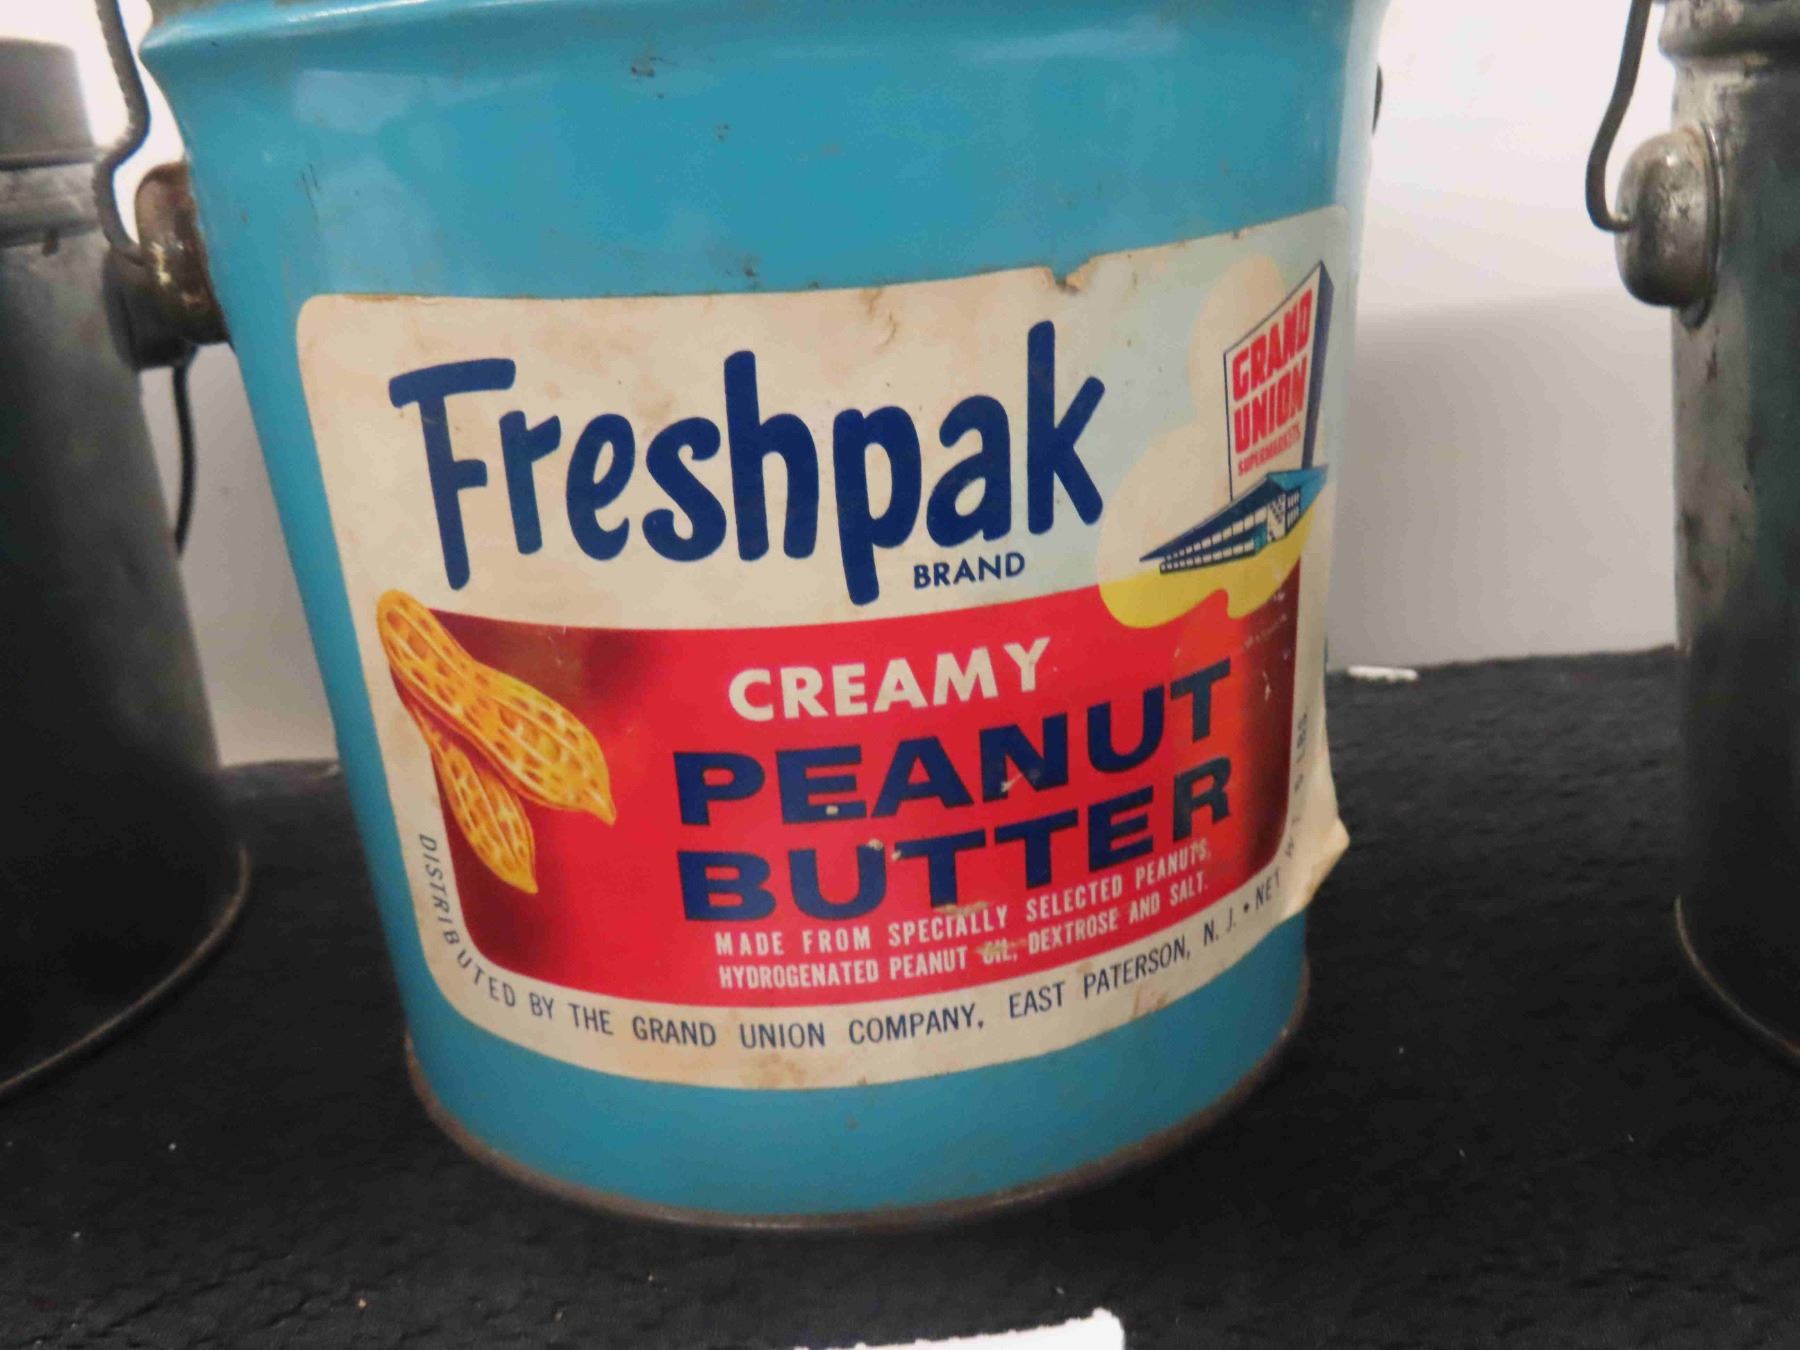 Freshpak
BRAND
GRAND
UNION
SUPERMARKETS
CREAMY
PEANUT
BUTTER
MADE FROM SPECIALLY SELECTED PEANUTS,
HYDROGENATED PEANUT OIL, DEXTROSE AND SALT.
DISTRIBUTED BY THE GRAND UNION COMPANY, EAST PATERSON, N. J. • NET